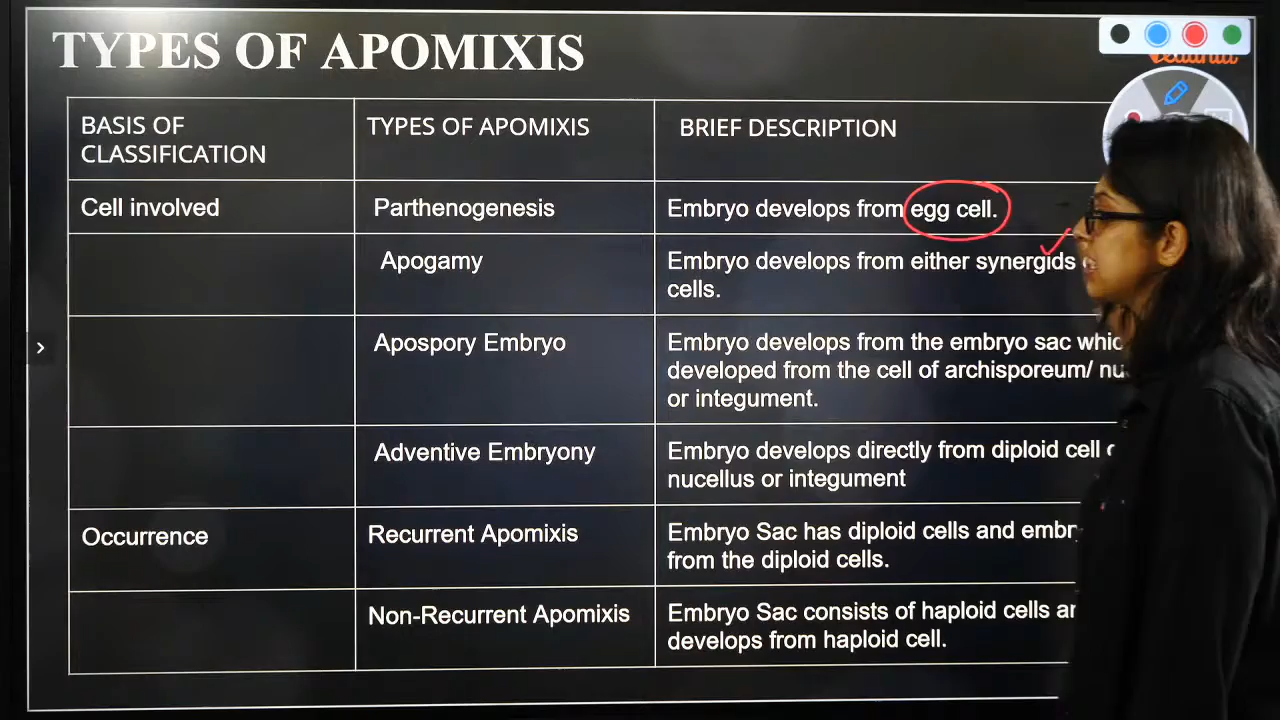 TYPES OF APOMIXIS
BASIS OF
CLASSIFICATION
TYPES OF APOMIXIS
BRIEF DESCRIPTION
Cell involved
Parthenogenesis
Embryo develops from egg cell.
Apogamy
Embryo develops from either synergids
cells.
Apospory Embryo
Embryo develops from the embryo sac
developed from the cell of archisporeum/
or integument.
Adventive Embryony
Embryo develops directly from diploid cell
nucellus or integument
Occurrence
Recurrent Apomixis
Embryo Sac has diploid cells and
from the diploid cells.
Non-Recurrent Apomixis
Embryo Sac consists of haploid cells
develops from haploid cell.